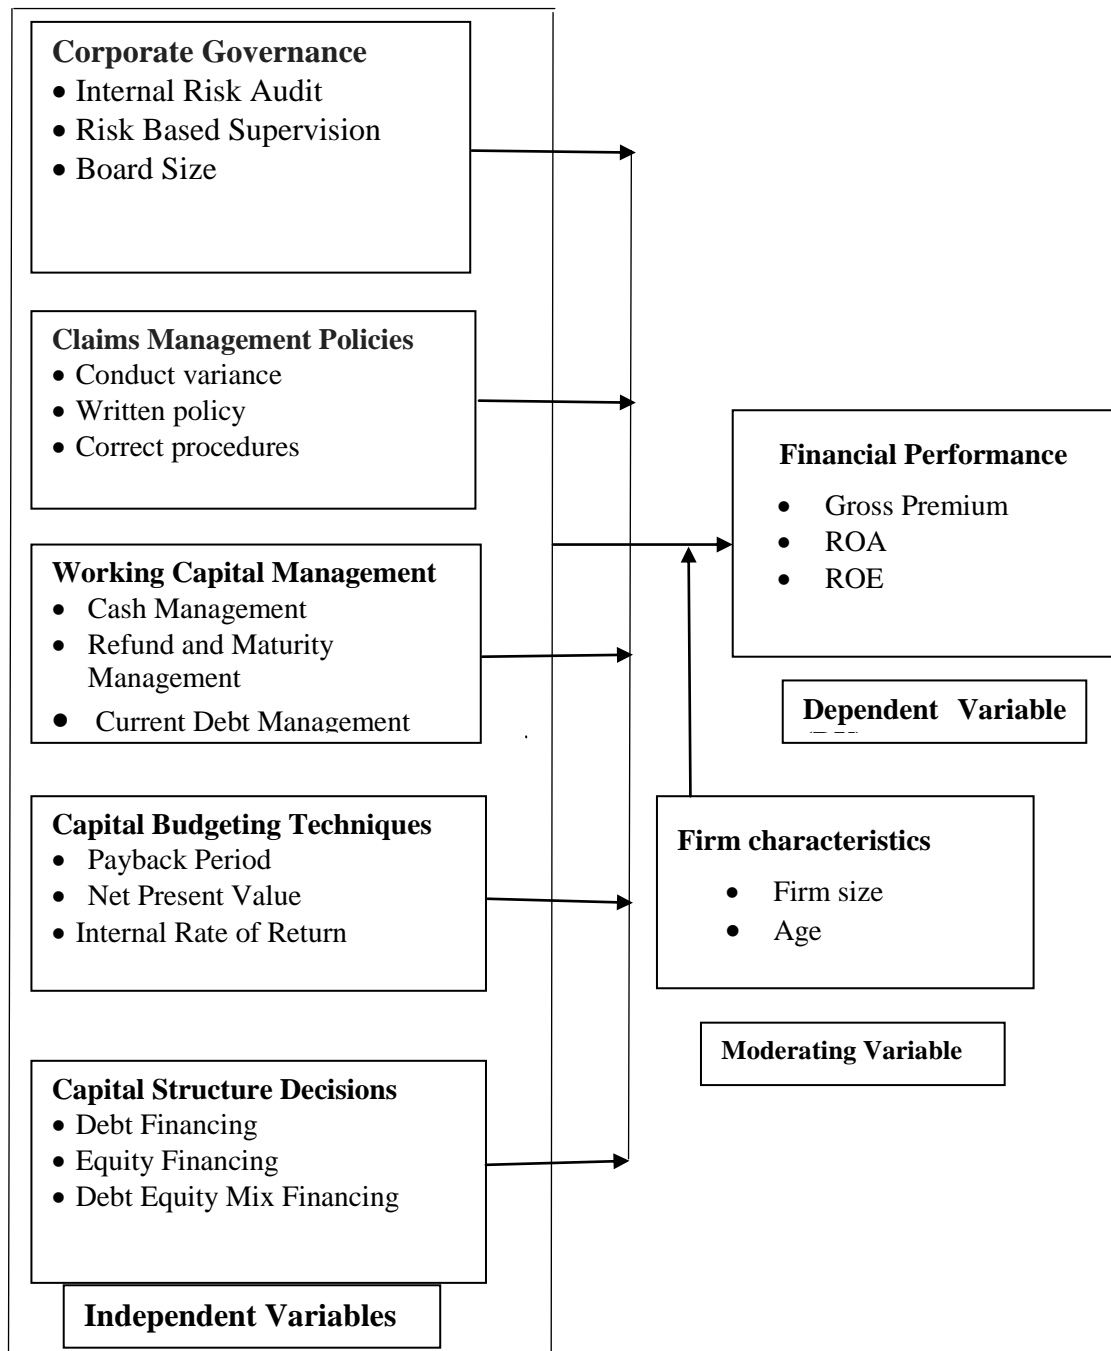 Corporate Governance
• Internal Risk Audit
• Risk Based Supervision
• Board Size
Claims Management Policies
• Conduct variance
• Written policy
• Correct procedures
Working Capital Management
• Cash Management
• Refund and Maturity
Management
• Current Debt Management
Capital Budgeting Techniques
• Payback Period
• Net Present Value
• Internal Rate of Return
Capital Structure Decisions
• Debt Financing
• Equity Financing
• Debt Equity Mix Financing
Independent Variables
Financial Performance
• Gross Premium
• ROA
• ROE
Dependent Variable
Firm characteristics
• Firm size
• Age
Moderating Variable